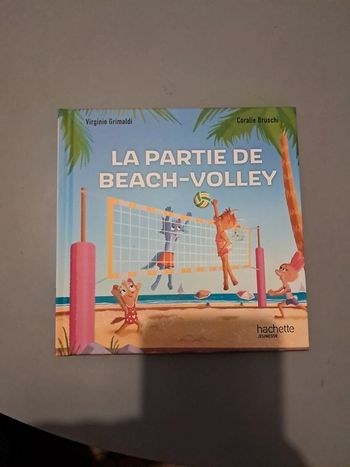 Virginie Grimaldi
Coralie Bruschi
LA PARTIE DE
BEACH-VOLLEY
hachette
JEUNESSE